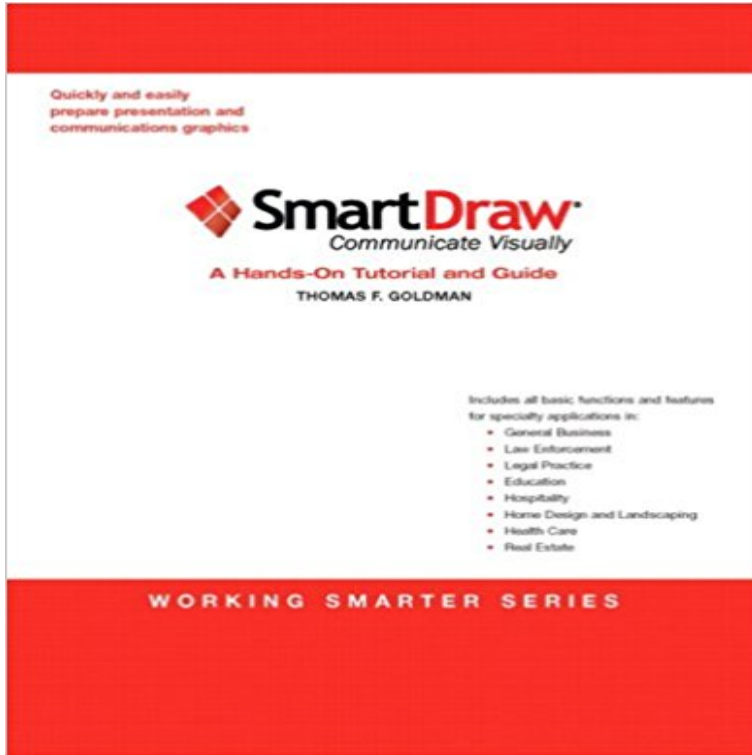 Quickly and easily
prepare presentation and
communications graphics
SmartDraw
Communicate Visually
A Hands-On Tutorial and Guide
THOMAS F. GOLDMAN
Includes all basic functions and features
for specialty applications in:
• General Business
• Law Enforcement
• Legal Practice
• Education
• Hospitality
• Home Design and Landscaping
• Health Care
• Real Estate
WORKING SMARTER SERIES